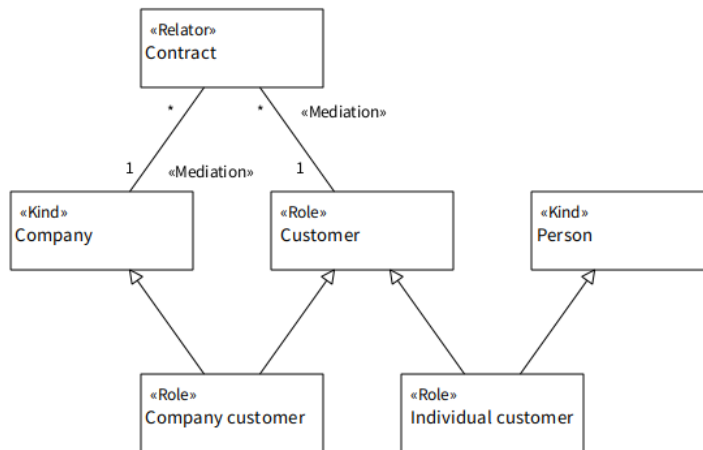 «Relator»
Contract
*
*
«Mediation»
1
«Mediation»
1
«Kind»
Company
«Role»
Customer
«Kind»
Person
«Role»
Company customer
«Role»
Individual customer